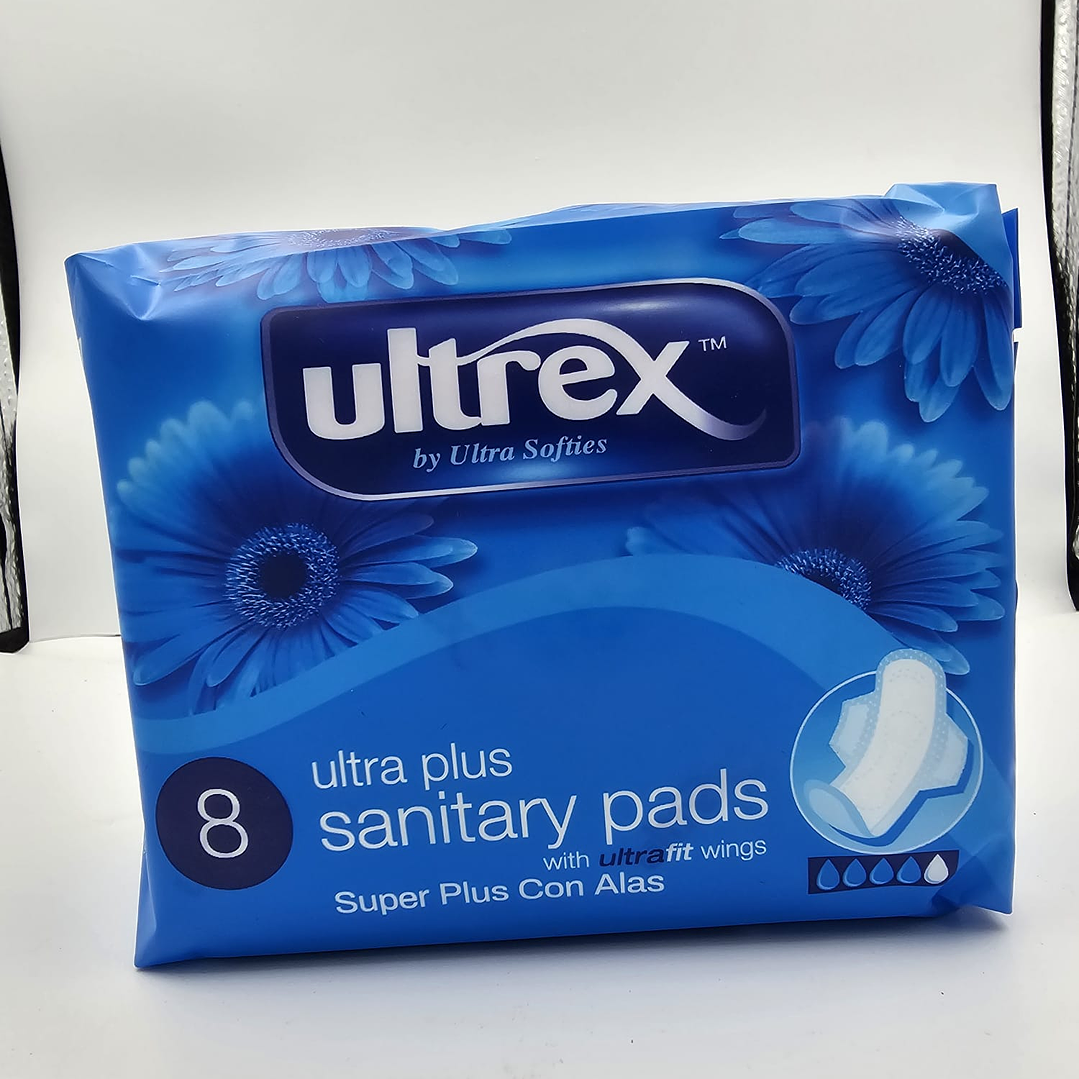 ultrex™
by Ultra Softies
8
ultra plus
sanitary pads
with ultrafit wings
Super Plus Con Alas